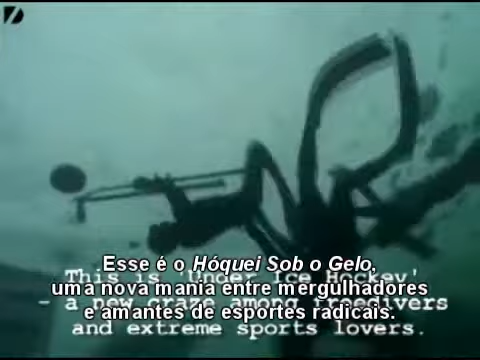 Esse é o Hóquei Sob o Gelo,
uma nova mania entre mergulhadores
e amantes de esportes radicais.
This is 'Under Ice Hockey'
- a new craze among freedivers
and extreme sports lovers.